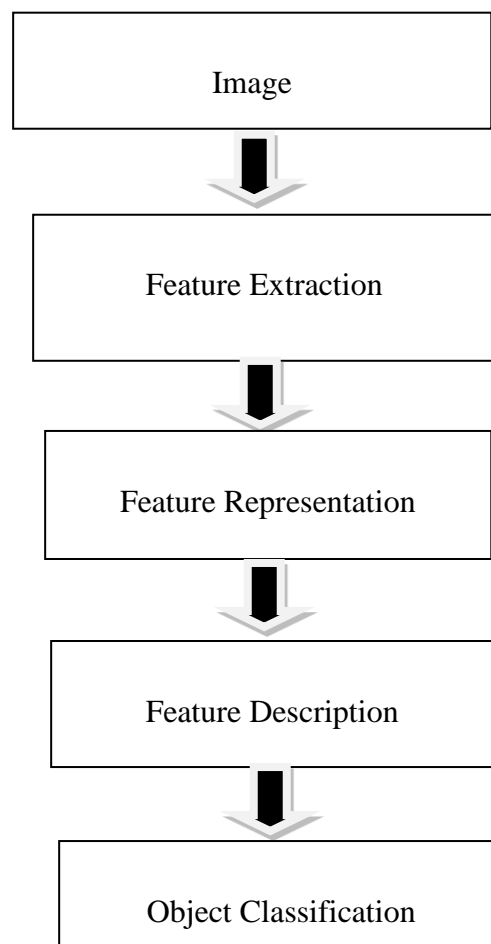 Image
Feature Extraction
Feature Representation
Feature Description
Object Classification